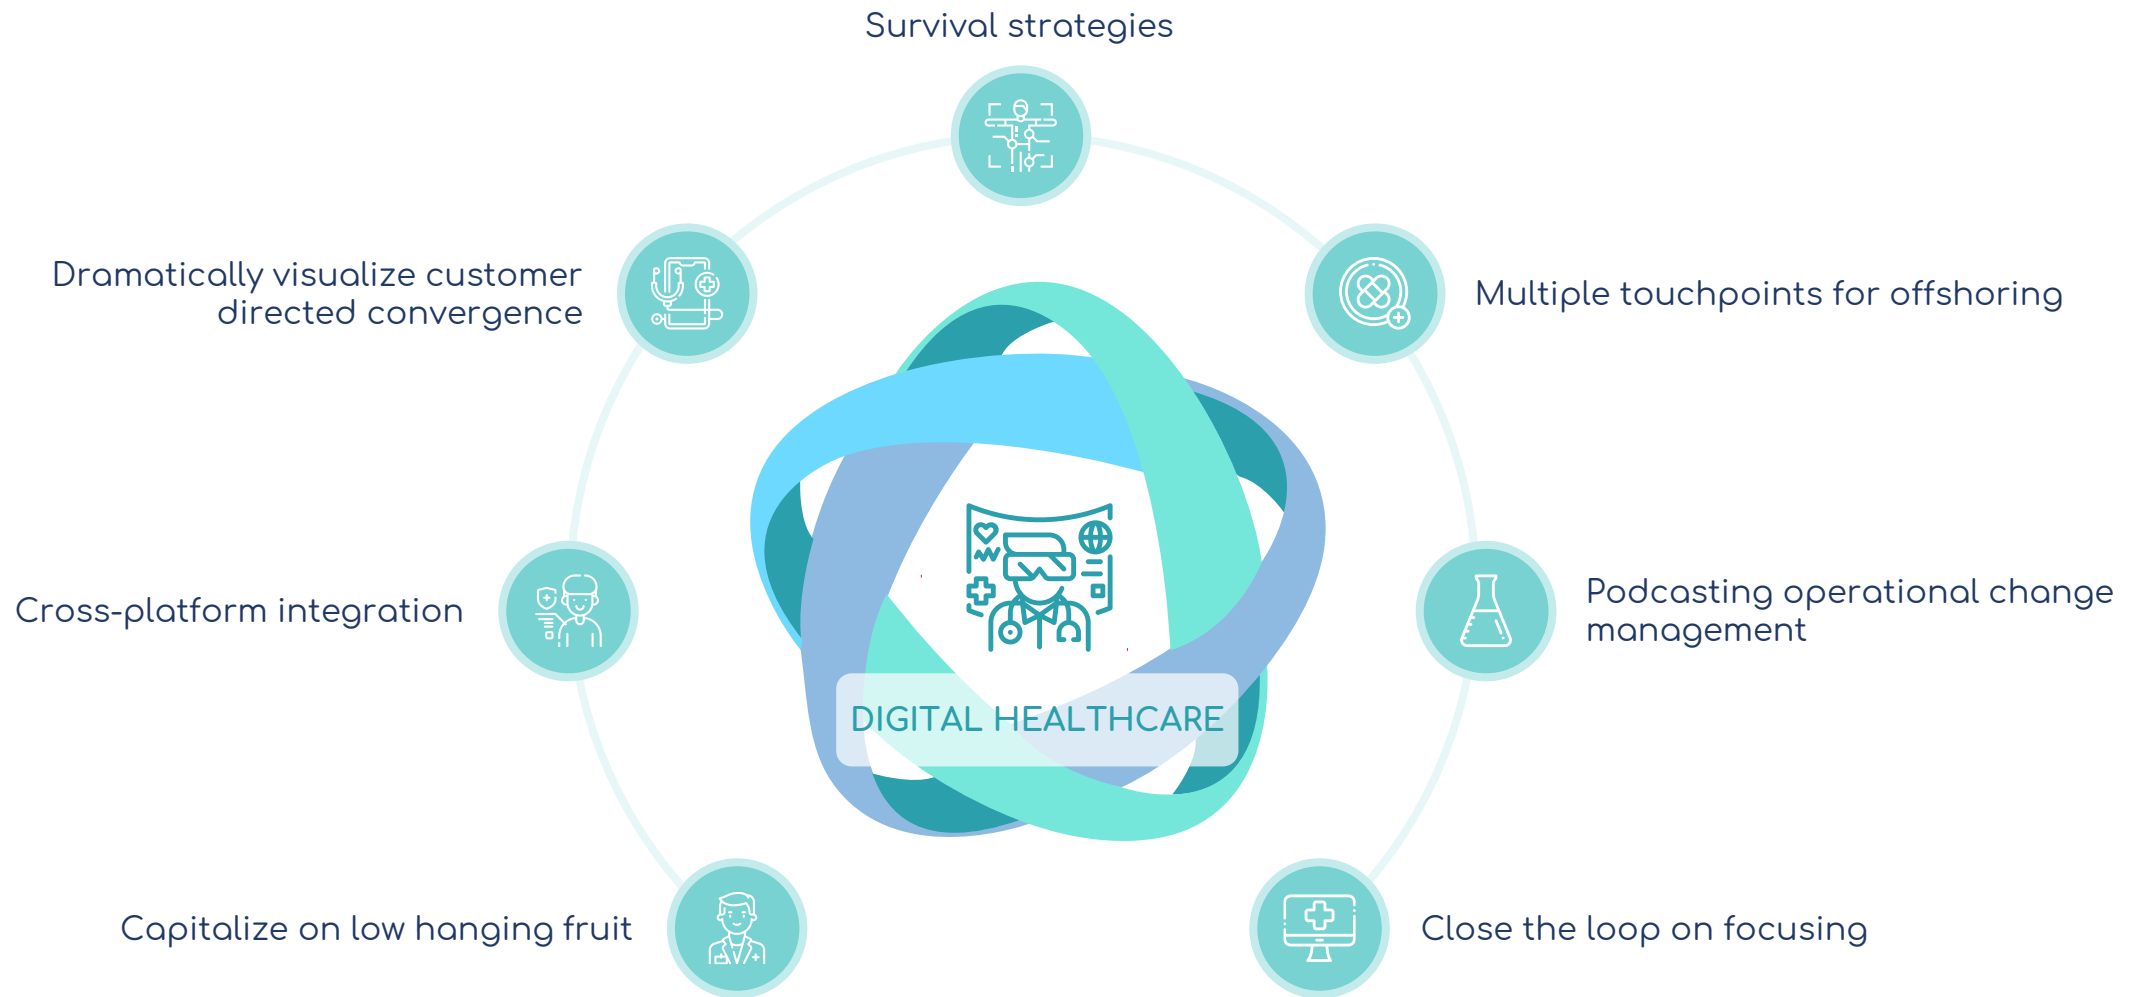 Survival strategies
Dramatically visualize customer
directed convergence
Multiple touchpoints for offshoring
Cross-platform integration
Podcasting operational change
management
DIGITAL HEALTHCARE
Capitalize on low hanging fruit
Close the loop on focusing